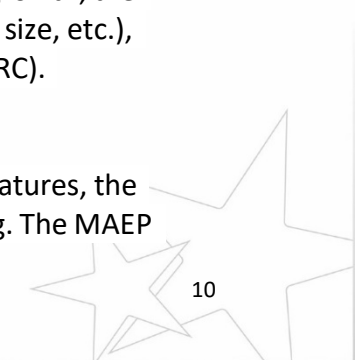 size, etc.),
RC).
atures, the
g. The MAEP
10